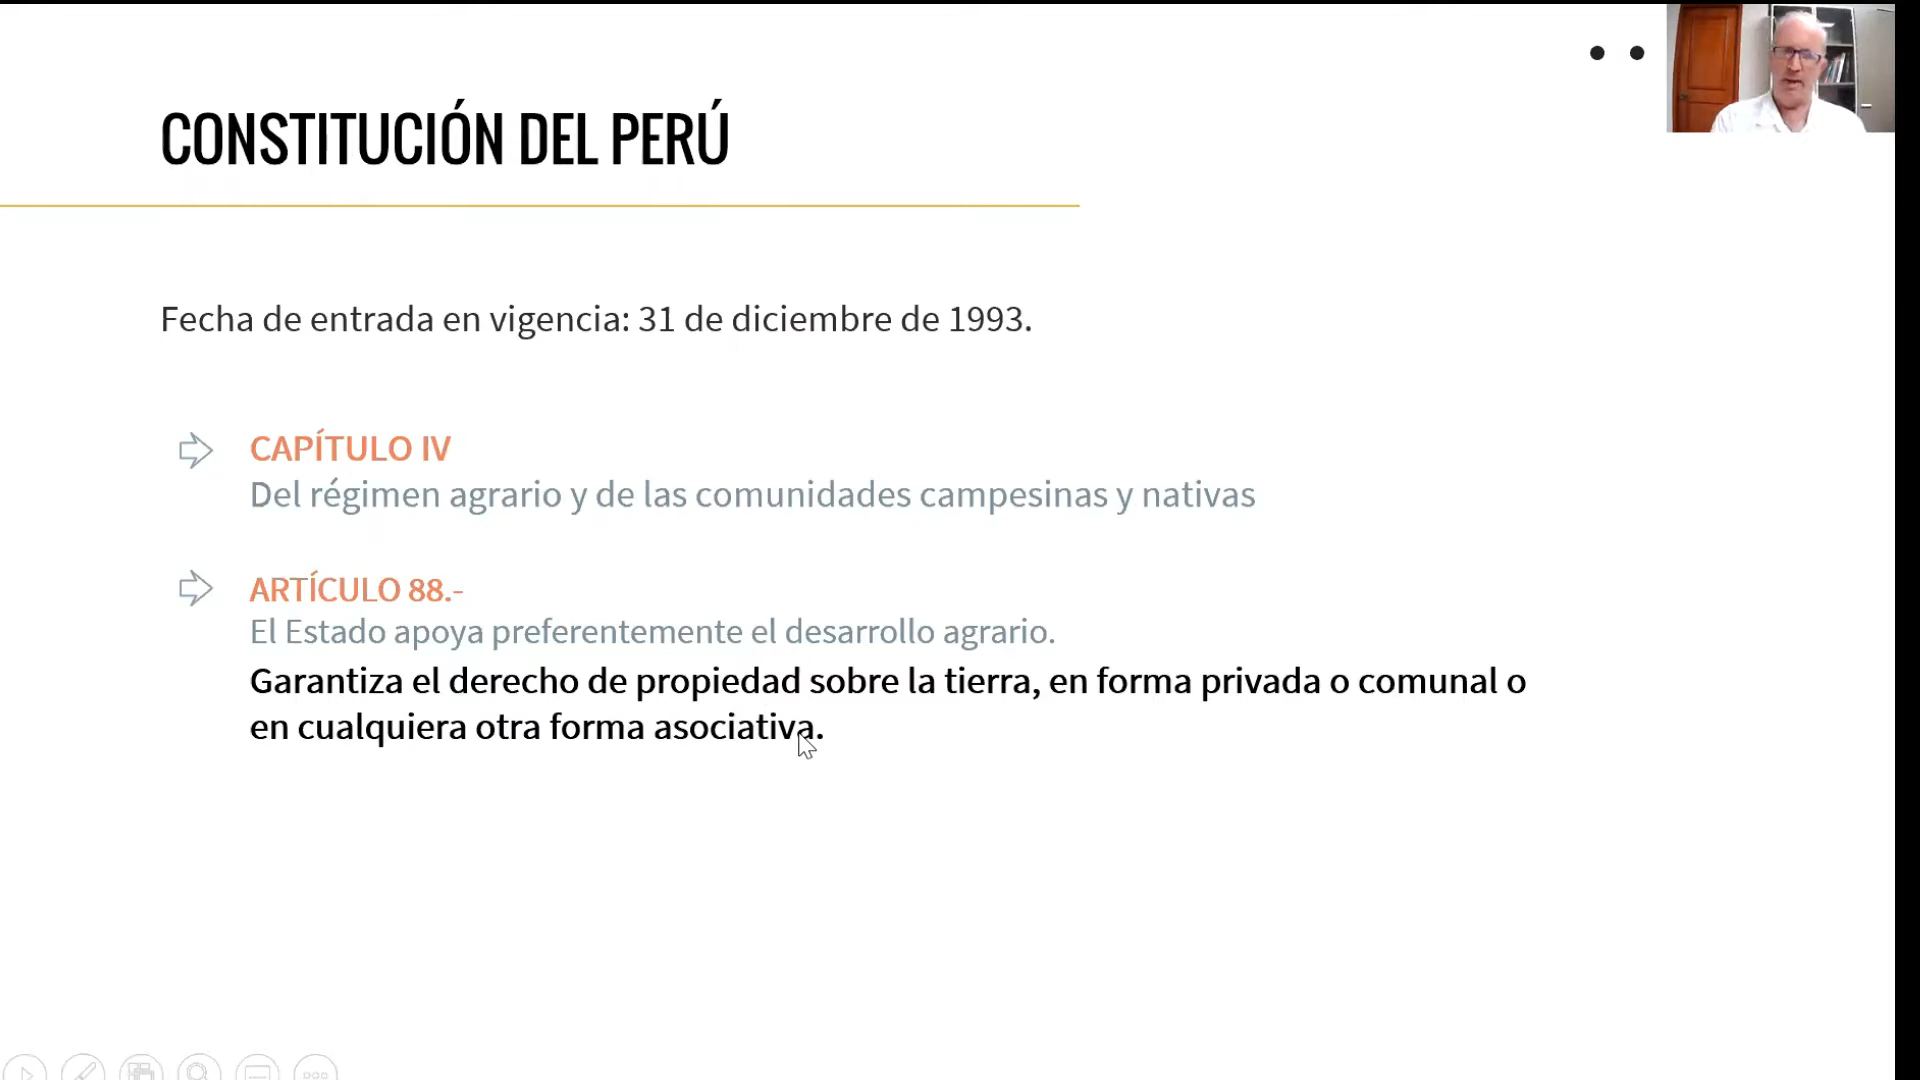 CONSTITUCIÓN DEL PERÚ
Fecha de entrada en vigencia: 31 de diciembre de 1993.
CAPÍTULO IV
Del régimen agrario y de las comunidades campesinas y nativas
ARTÍCULO 88.-
El Estado apoya preferentemente el desarrollo agrario.
Garantiza el derecho de propiedad sobre la tierra, en forma privada o comunal o
en cualquiera otra forma asociativa.